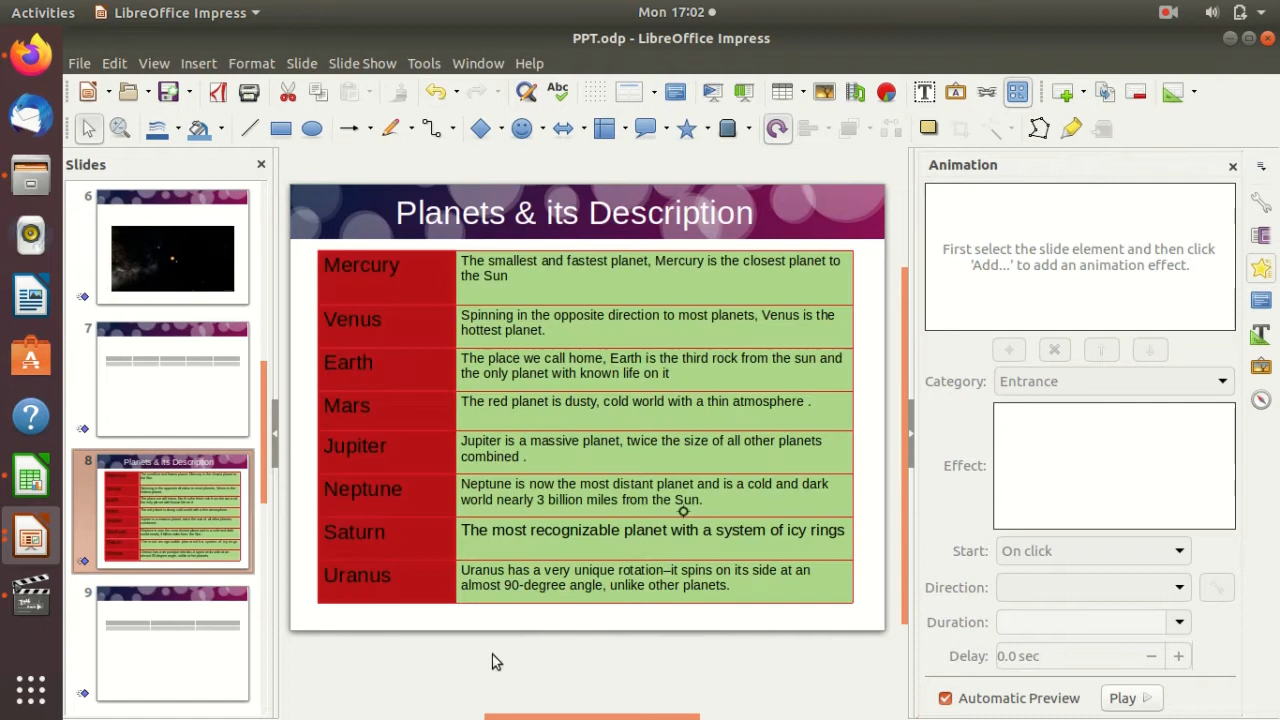 Activities
LibreOffice Impress
Mon 17:02
PPT.odp - LibreOffice Impress
File Edit View Insert Format Slide Slide Show Tools Window Help
Abc
Slides
6
7
8
Planets & its Description
9
Planets & its Description
Mercury
The smallest and fastest planet, Mercury is the closest planet to
the Sun
Venus
Spinning in the opposite direction to most planets, Venus is the
hottest planet.
Earth
The place we call home, Earth is the third rock from the sun and
the only planet with known life on it
Mars
The red planet is dusty, cold world with a thin atmosphere .
Jupiter
Jupiter is a massive planet, twice the size of all other planets
combined .
Neptune
Neptune is now the most distant planet and is a cold and dark
world nearly 3 billion miles from the Sun.
Saturn
The most recognizable planet with a system of icy rings
Uranus
Uranus has a very unique rotation–it spins on its side at an
almost 90-degree angle, unlike other planets.
Animation
First select the slide element and then click
'Add...' to add an animation effect.
Category: Entrance
Effect:
Start: On click
Direction:
Duration:
Delay: 0.0 sec
Automatic Preview Play